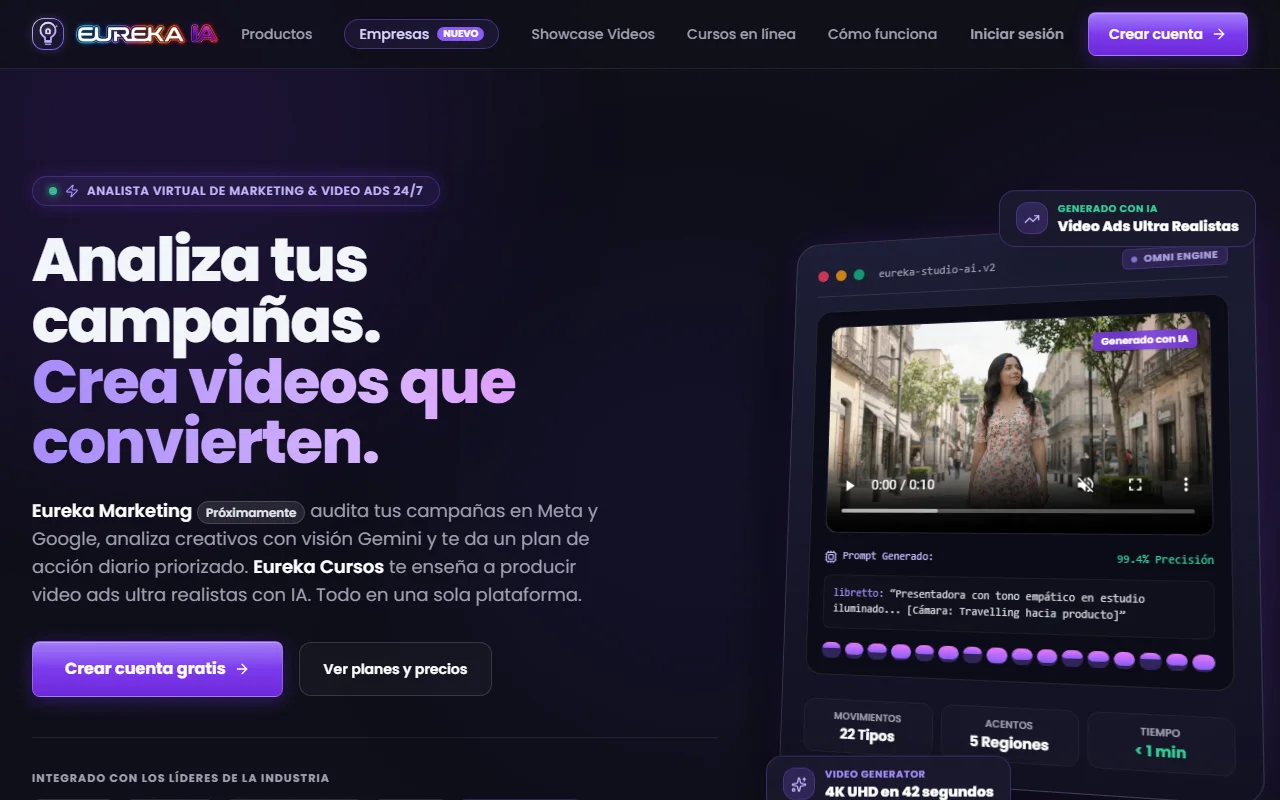 EUREKA IA
Productos
Empresas NUEVO
Showcase Videos
Cursos en línea
Cómo funciona
Iniciar sesión
Crear cuenta →
ANALISTA VIRTUAL DE MARKETING & VIDEO ADS 24/7
Analiza tus
campañas.
Crea videos que
convierten.
Eureka Marketing Próximamente audita tus campañas en Meta y
Google, analiza creativos con visión Gemini y te da un plan de
acción diario priorizado. Eureka Cursos te enseña a producir
video ads ultra realistas con IA. Todo en una sola plataforma.
Crear cuenta gratis →
Ver planes y precios
INTEGRADO CON LOS LÍDERES DE LA INDUSTRIA
GENERADO CON IA
Video Ads Ultra Realistas
eureka-studio-ai.v2
OMNI ENGINE
Generado con IA
0:00 / 0:10
Prompt Generado:
99.4% Precisión
libretto: “Presentadora con tono empático en estudio
iluminado... [Cámara: Travelling hacia producto]”
MOVIMIENTOS
22 Tipos
ACENTOS
5 Regiones
TIEMPO
< 1 min
VIDEO GENERATOR
4K UHD en 42 segundos